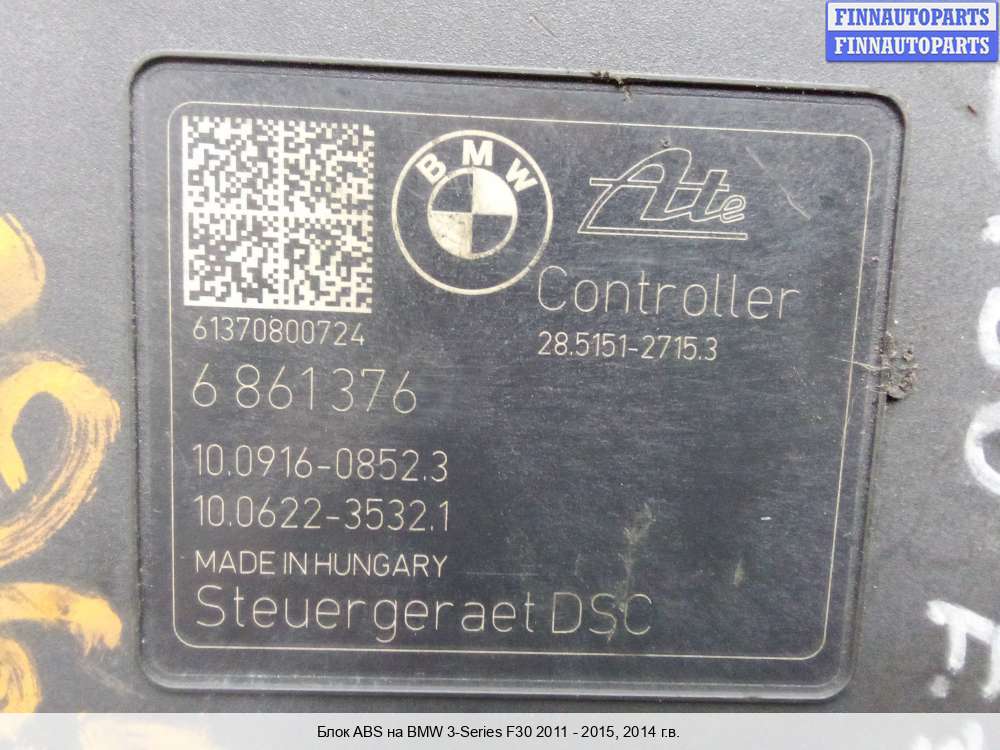 FINNAUTOPARTS
FINNAUTOPARTS
BMW
Ate
Controller
28.5151-2715.3
61370800724
6 861376
10.0916-0852.3
10.0622-3532.1
MADE IN HUNGARY
Steuergeraet DSC
Блок ABS на BMW 3-Series F30 2011 - 2015, 2014 г.в.